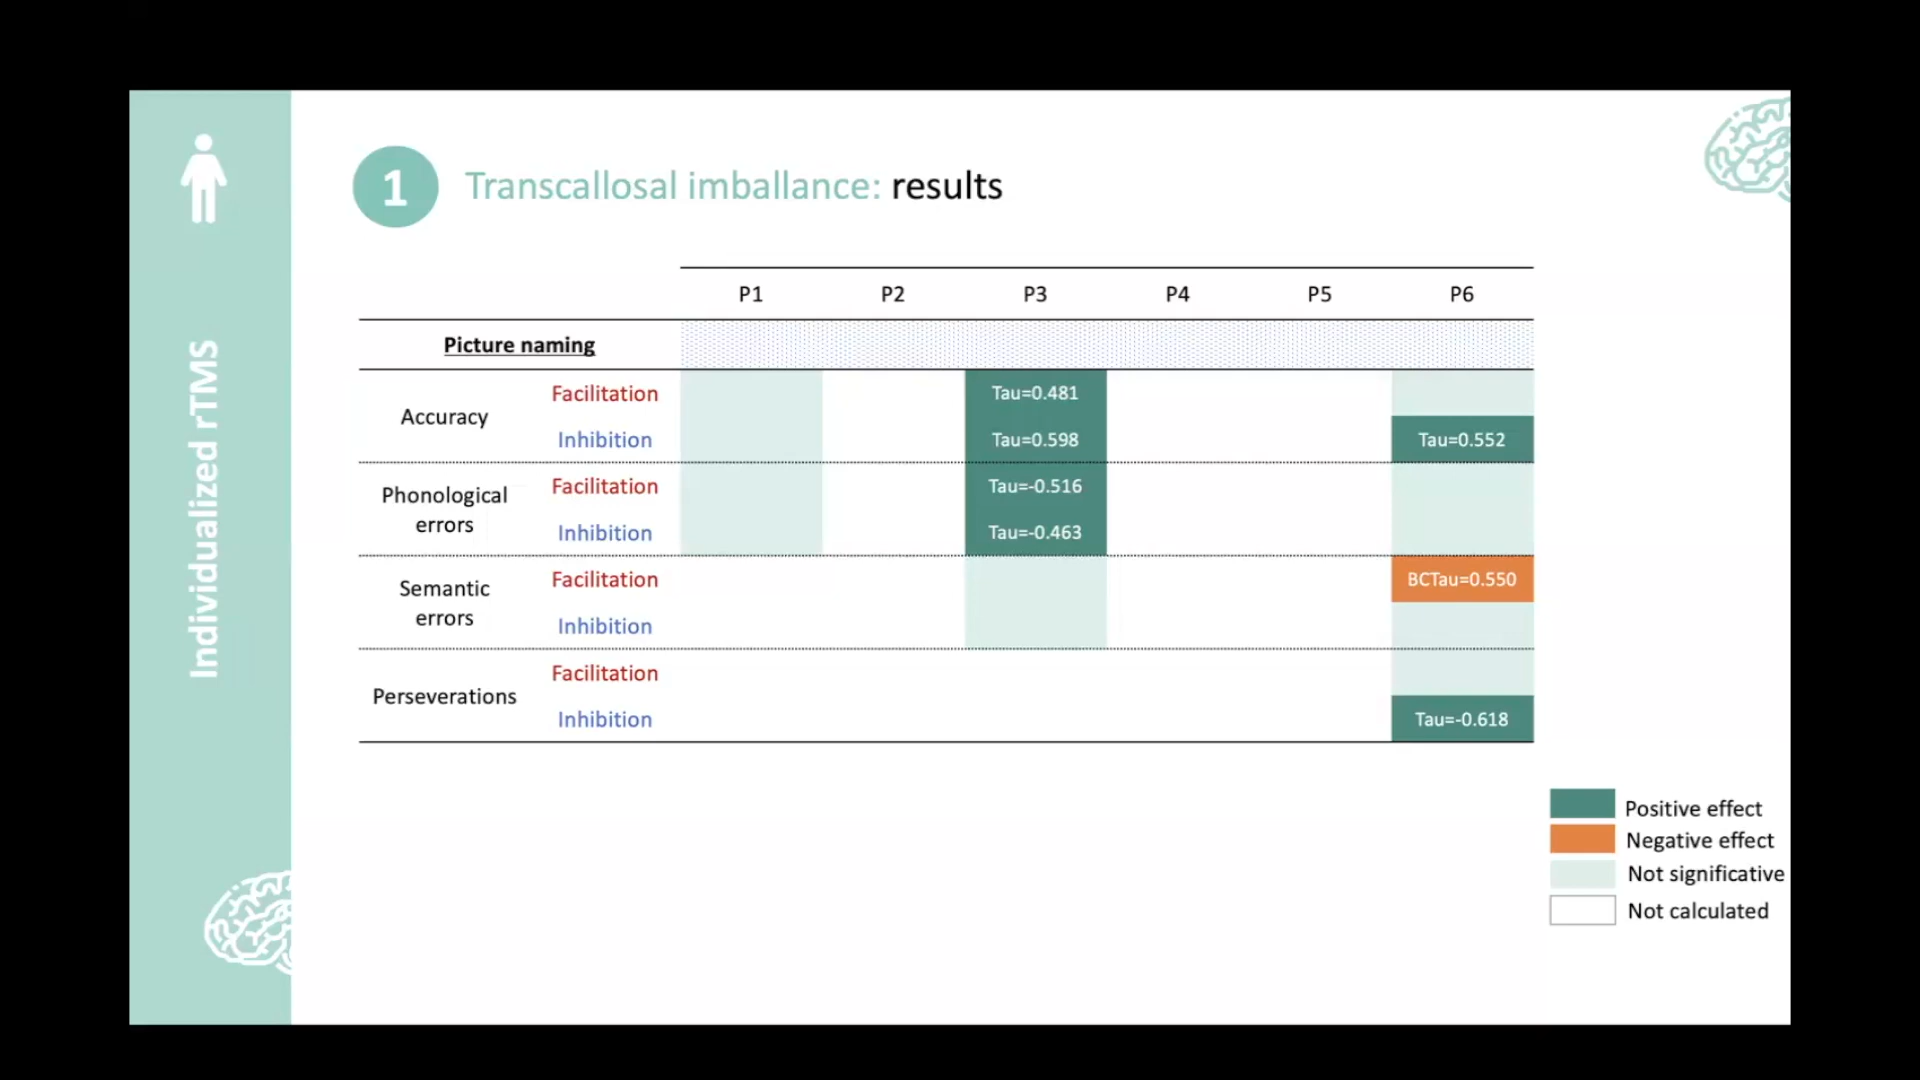 Individualized rTMS
1 Transcallosal imballance: results
P1 P2 P3 P4 P5 P6
Picture naming
Accuracy
Facilitation Tau=0.481
Inhibition Tau=0.598 Tau=0.552
Phonological
errors
Facilitation Tau=-0.516
Inhibition Tau=-0.463
Semantic
errors
Facilitation BCTau=0.550
Inhibition
Perseverations
Facilitation
Inhibition Tau=-0.618
Positive effect
Negative effect
Not significative
Not calculated